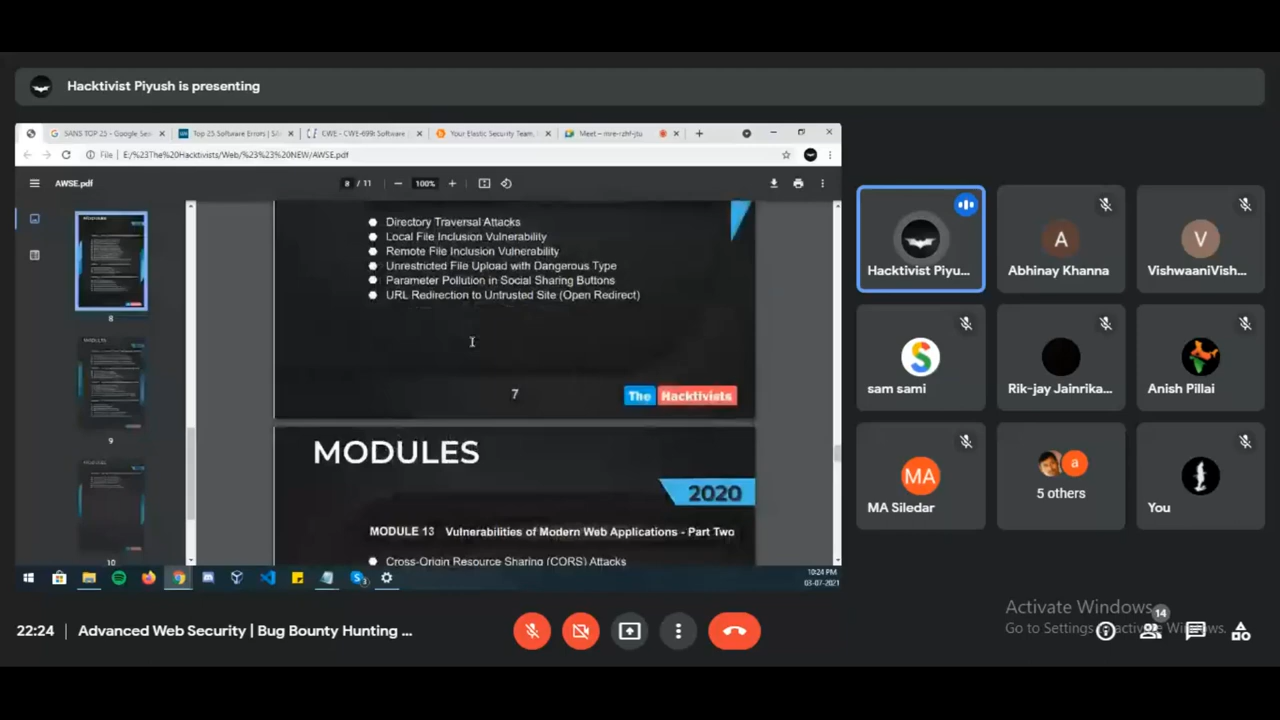 Hacktivist Piyush is presenting
SANS TOP 25 - Google Sea
Top 25 Software Errors | SA
CWE - CWE-699: Software
Your Elastic Security Team,
Meet – mre-rzhf-jtu
File | E:/%23The%20Hacktivists/Web/%23%23%20NEW/AWSE.pdf
AWSE.pdf
8 / 11
100%
Directory Traversal Attacks
Local File Inclusion Vulnerability
Remote File Inclusion Vulnerability
Unrestricted File Upload with Dangerous Type
Parameter Pollution in Social Sharing Buttons
URL Redirection to Untrusted Site (Open Redirect)
7
The Hacktivists
MODULES
2020
MODULE 13 Vulnerabilities of Modern Web Applications - Part Two
Cross-Origin Resource Sharing (CORS) Attacks
MODULES
8
9
10
10:24 PM
03-07-2021
Hacktivist Piyu...
A
Abhinay Khanna
V
VishwaaniVish...
sam sami
Rik-jay Jainrika...
Anish Pillai
MA
MA Siledar
a
5 others
You
22:24 | Advanced Web Security | Bug Bounty Hunting ...
14
Activate Windows
Go to Settings to activate Windows.